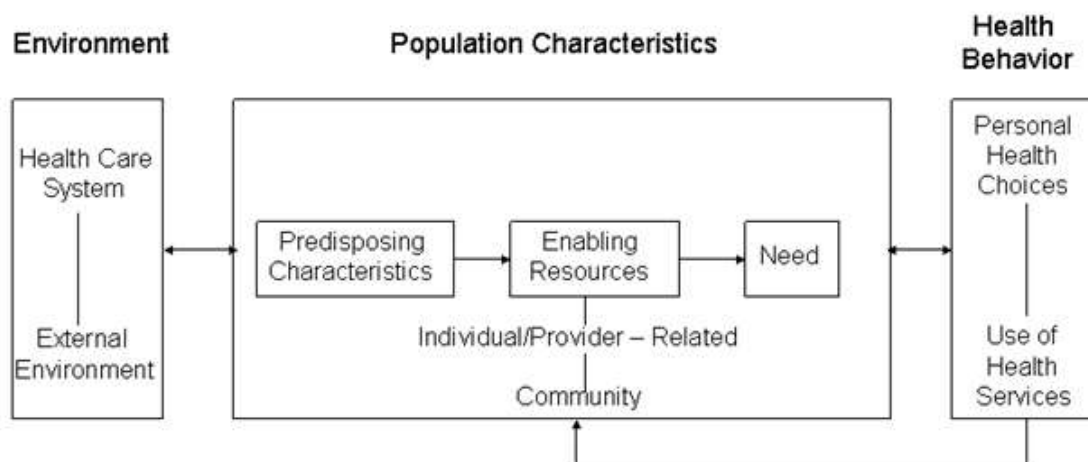 Environment
Population Characteristics
Health
Behavior
Health Care
System
External
Environment
Predisposing
Characteristics
Enabling
Resources
Need
Individual/Provider – Related
Community
Personal
Health
Choices
Use of
Health
Services